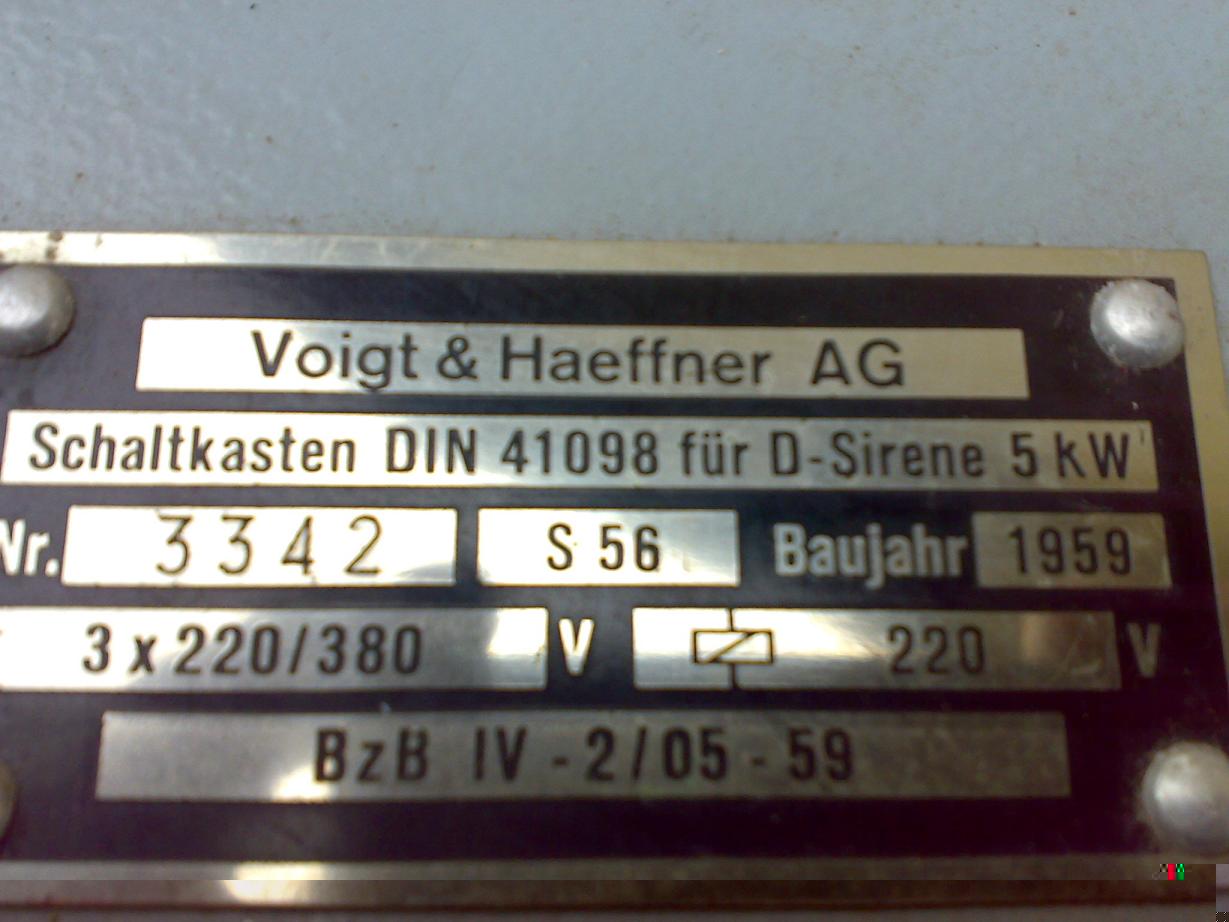 Voigt & Haeffner AG
Schaltkasten DIN 41098 für D-Sirene 5 kW
Nr. 3342 S 56 Baujahr 1959
3 x 220/380 V 220 V
BzB IV - 2/05 - 59